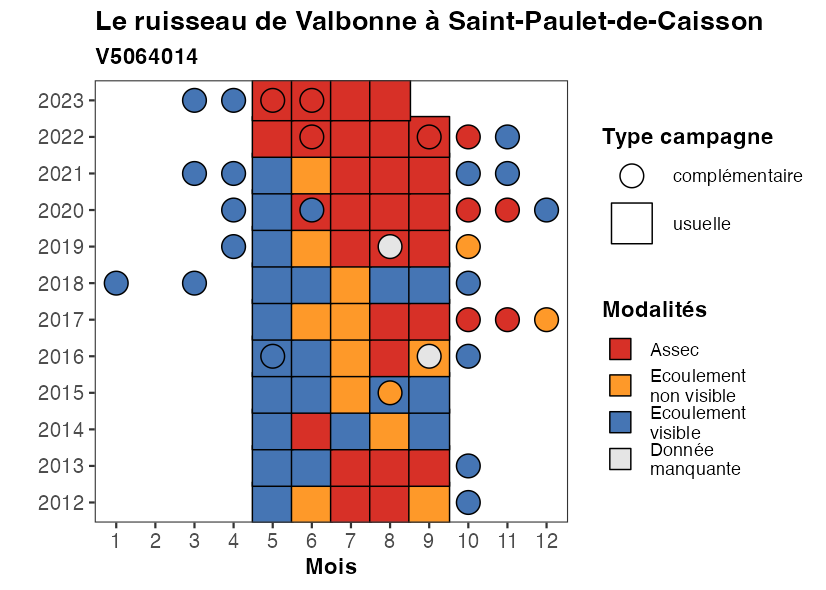 Le ruisseau de Valbonne à Saint-Paulet-de-Caisson
V5064014
2023
2022
2021
2020
2019
2018
2017
2016
2015
2014
2013
2012
1 2 3 4 5 6 7 8 9 10 11 12
Mois
Type campagne
complémentaire
usuelle
Modalités
Assec
Ecoulement
non visible
Ecoulement
visible
Donnée
manquante